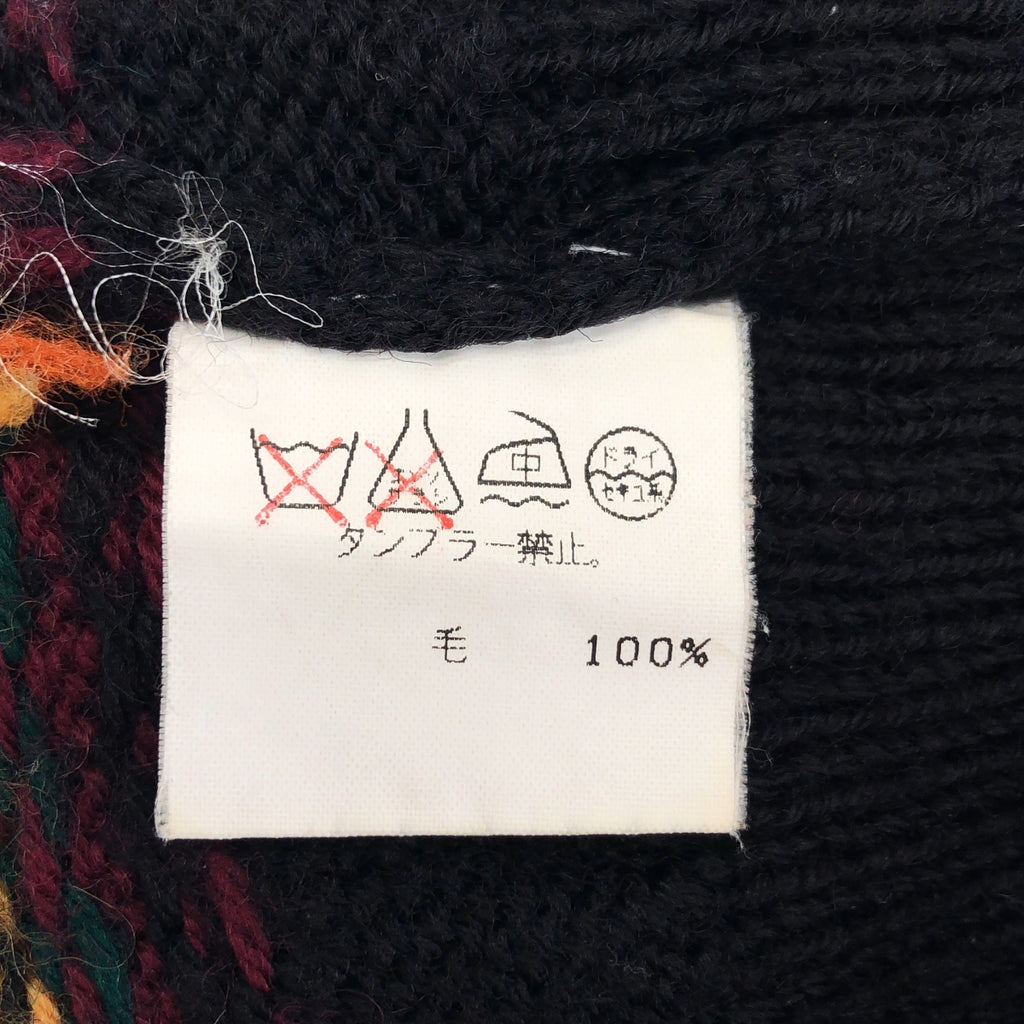 中 ドライ
セキユ系
タンブラー禁止。
毛 100%